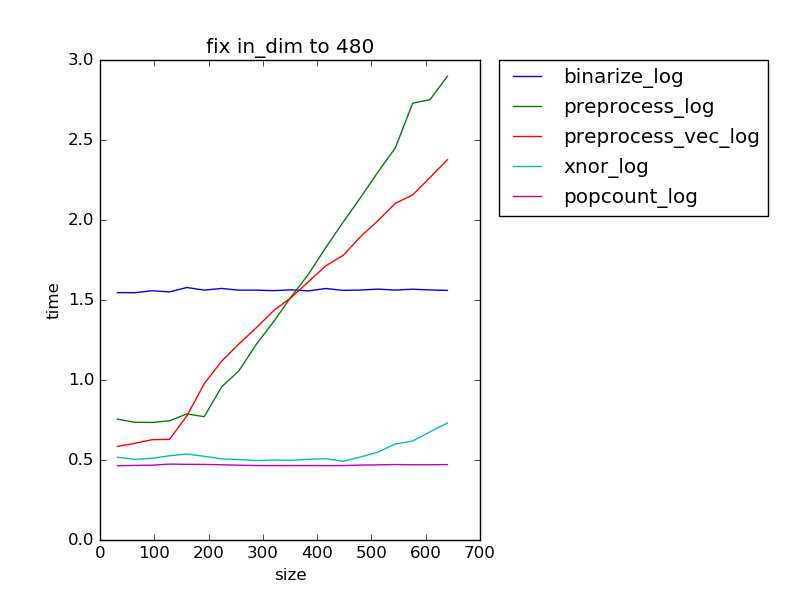 fix in_dim to 480
3.0
2.5
2.0
1.5
1.0
0.5
0.0
time
0 100 200 300 400 500 600 700
size
binarize_log
preprocess_log
preprocess_vec_log
xnor_log
popcount_log